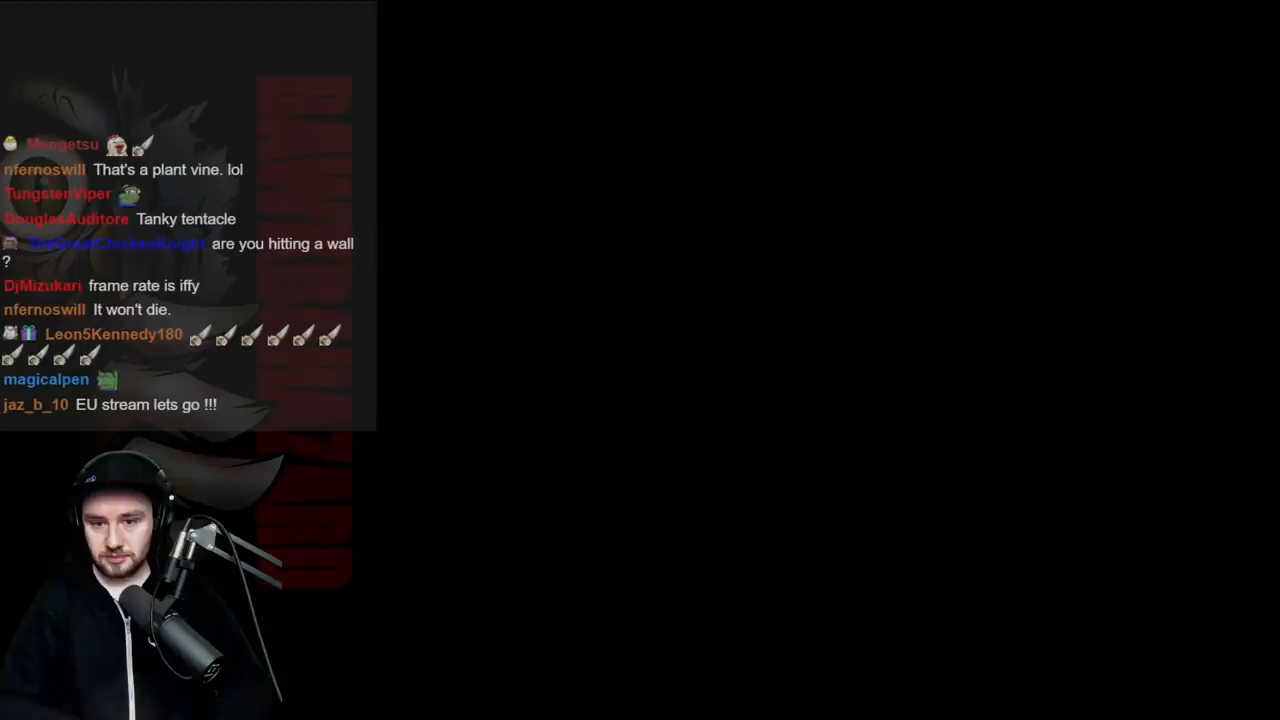 Mengetsu
nfernoswill That's a plant vine. lol
TungstenViper
DouglasAuditore Tanky tentacle
TheGreatChickenKnight are you hitting a wall
?
DjMizukari frame rate is iffy
nfernoswill It won't die.
Leon5Kennedy180
magicalpen
jaz_b_10 EU stream lets go !!!